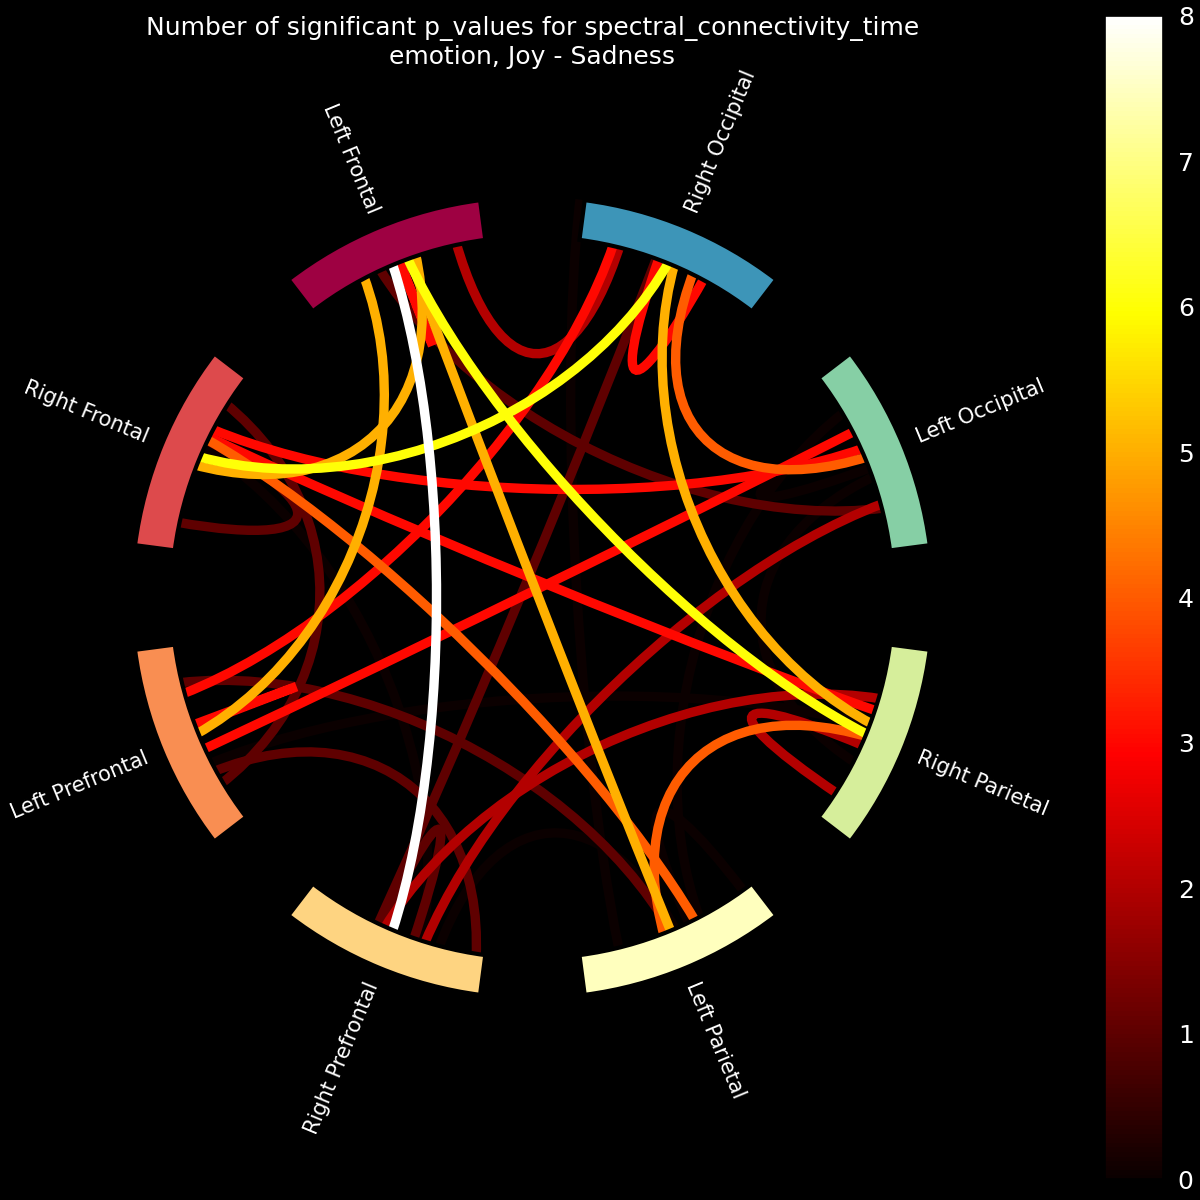 Number of significant p_values for spectral_connectivity_time
emotion, Joy - Sadness
Left Frontal
Right Occipital
Right Frontal
Left Occipital
Left Prefrontal
Right Parietal
Right Prefrontal
Left Parietal
8
7
6
5
4
3
2
1
0